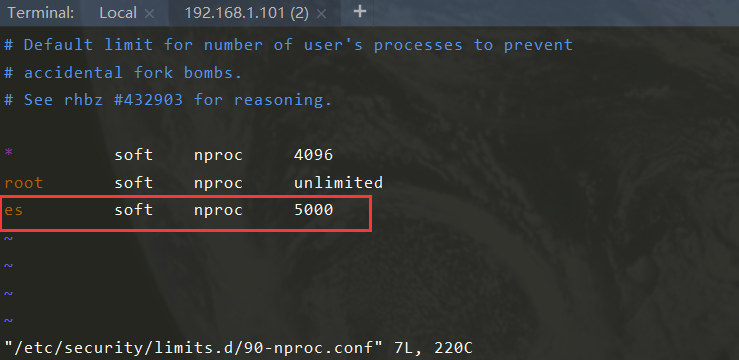 Terminal: Local × 192.168.1.101 (2) × +
# Default limit for number of user's processes to prevent
# accidental fork bombs.
# See rhbz #432903 for reasoning.
* soft nproc 4096
root soft nproc unlimited
es soft nproc 5000
~
~
~
~
"/etc/security/limits.d/90-nproc.conf" 7L, 220C